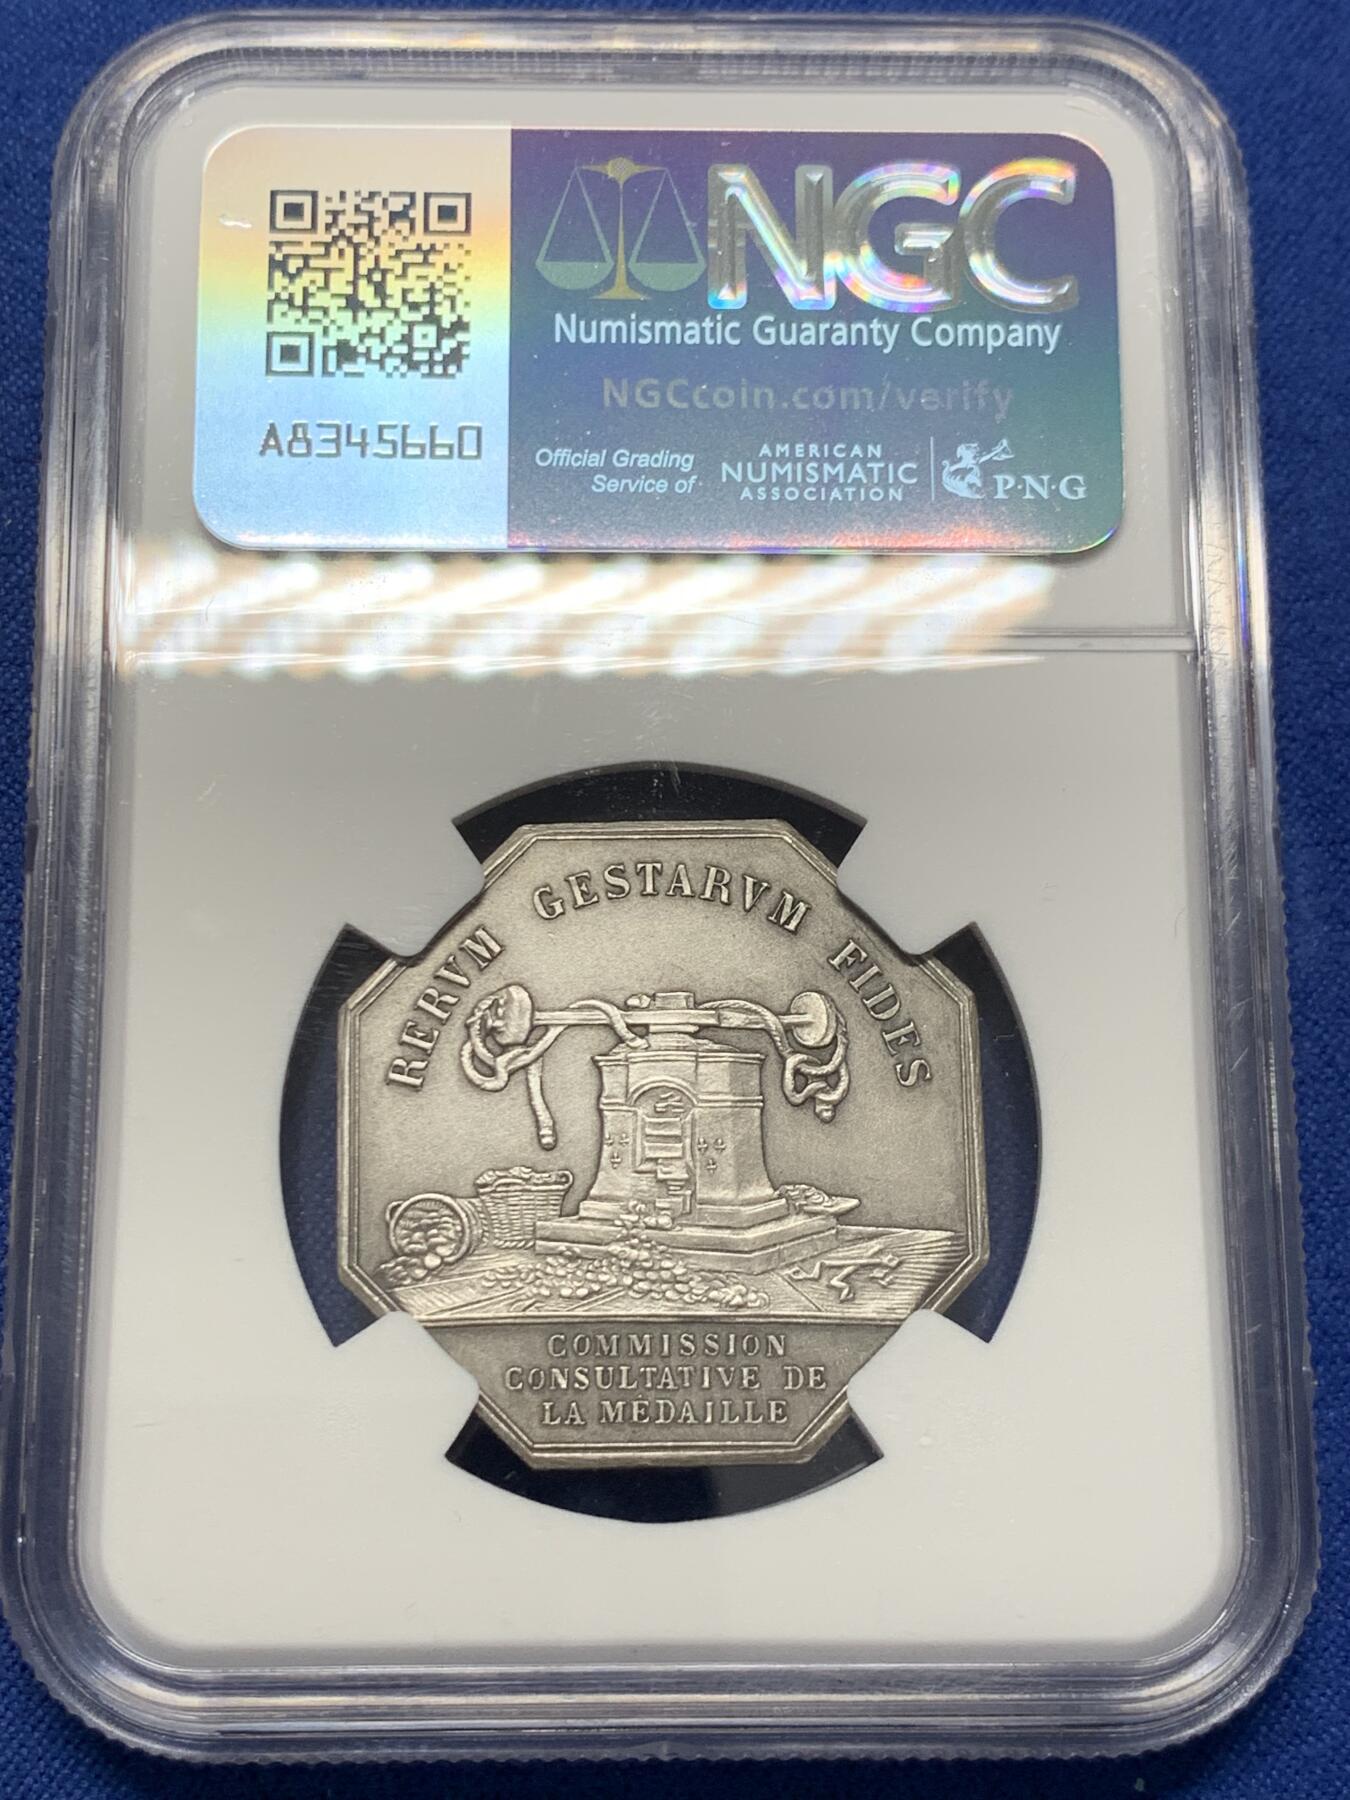 NGC
Numismatic Guaranty Company
NGCcoin.com/verify
A8345660
Official Grading
Service of
AMERICAN
NUMISMATIC
ASSOCIATION
P·N·G
RERVM GESTARVM FIDES
COMMISSION
CONSULTATIVE DE
LA MÉDAILLE